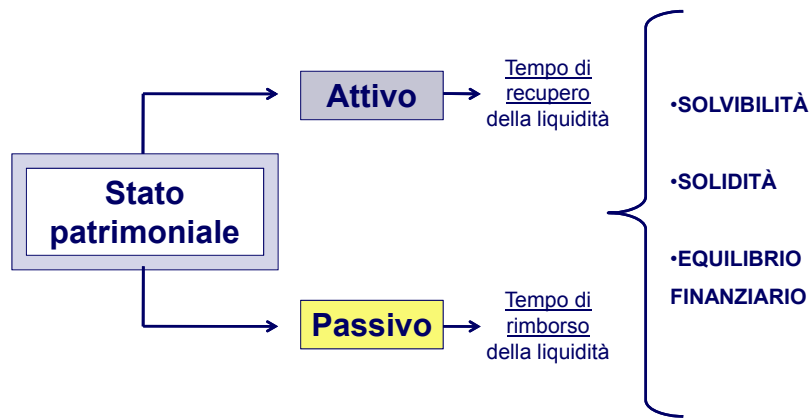 Stato
patrimoniale
Attivo
Tempo di
recupero
della liquidità
Passivo
Tempo di
rimborso
della liquidità
•SOLVIBILITÀ
•SOLIDITÀ
•EQUILIBRIO
FINANZIARIO